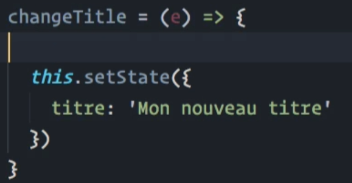 changeTitle = (e) => {
this.setState({
titre: 'Mon nouveau titre'
})
}